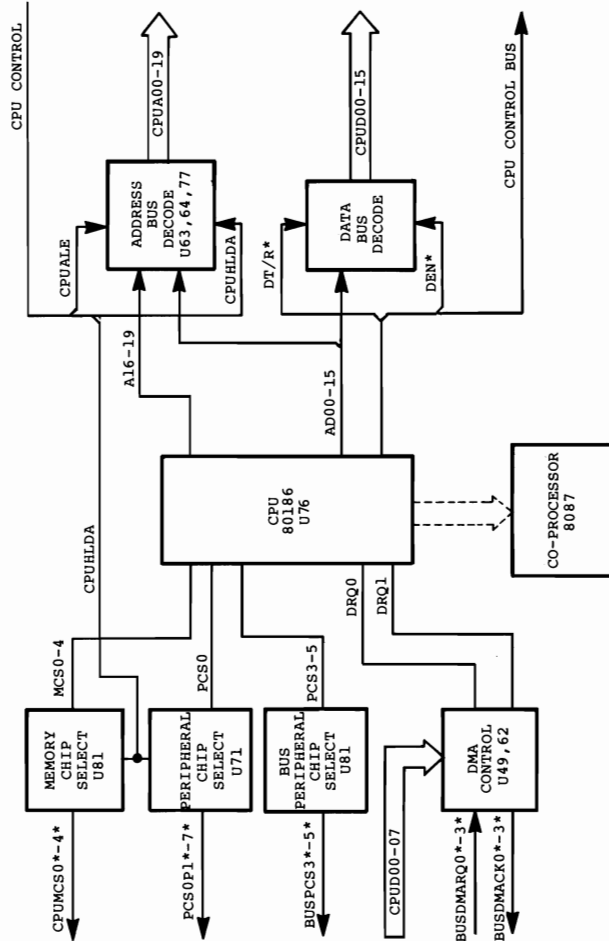 CPU CONTROL
CPUALE
ADDRESS
BUS
DECODE
U63,64,77
CPUA00-19
CPUHLDA
A16-19
DT/R*
DATA
BUS
DECODE
CPUD00-15
DEN*
AD00-15
CPU CONTROL BUS
CPUHLDA
CPU
80186
U76
CO-PROCESSOR
8087
MCS0-4
PCS0
PCS3-5
DRQ0
DRQ1
MEMORY
CHIP
SELECT
U81
PERIPHERAL
CHIP
SELECT
U71
BUS
PERIPHERAL
CHIP
SELECT
U81
DMA
CONTROL
U49,62
CPUMCS0*-4*
PCS0P1*-7*
BUSPCS3*-5*
CPUD00-07
BUSDMARQ0*-3*
BUSDMACK0*-3*